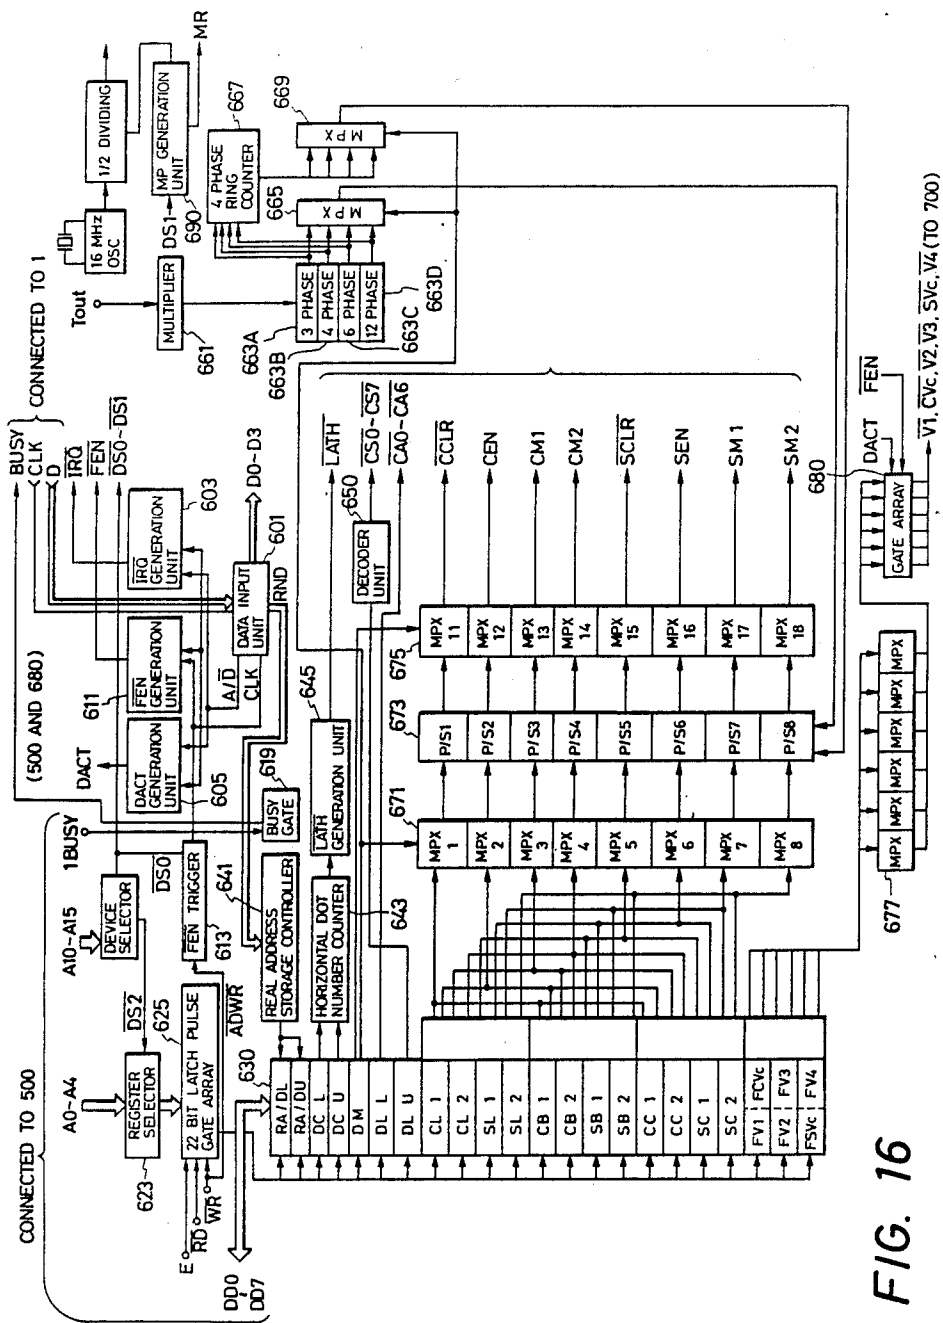 CONNECTED TO 500
A0~A4
REGISTER SELECTOR
623
DS2
625
22 BIT LATCH PULSE GATE ARRAY
E
RD
WR
ADWR
DD0 ~ DD7
A10~A15
DEVICE SELECTOR
DS0
FEN TRIGGER
613
1BUSY
BUSY GATE
619
(500 AND 680)
DACT
DACT GENERATION UNIT
605
611
FEN GENERATION UNIT
IRQ GENERATION UNIT
603
BUSY
CLK
D
CONNECTED TO 1
IRQ
FEN
DS0~DS1
A/D
CLK
DATA INPUT UNIT
601
RND
D0~D3
Tout
MULTIPLIER
661
16 MHz OSC
1/2 DIVIDING
MP GENERATION UNIT
690
DS1
MR
663A
663B
3 PHASE
4 PHASE
6 PHASE
12 PHASE
663C
663D
4 PHASE RING COUNTER
667
665
MPX
669
MPX
641
REAL ADDRESS STORAGE CONTROLLER
HORIZONTAL DOT NUMBER COUNTER
643
645
LATH GENERATION UNIT
LATH
650
DECODER UNIT
CS0~CS7
CA0~CA6
630
RA/DL
RA/DU
DC L
DC U
DM
DL L
DL U
CL 1
CL 2
SL 1
SL 2
CB 1
CB 2
SB 1
SB 2
CC 1
CC 2
SC 1
SC 2
FV1 FCVc
FV2 FV3
FSVc FV4
671
MPX 1
MPX 2
MPX 3
MPX 4
MPX 5
MPX 6
MPX 7
MPX 8
673
P/S1
P/S2
P/S3
P/S4
P/S5
P/S6
P/S7
P/S8
675
MPX 11
MPX 12
MPX 13
MPX 14
MPX 15
MPX 16
MPX 17
MPX 18
CCLR
CEN
CM1
CM2
SCLR
SEN
SM1
SM2
677
MPX MPX MPX MPX MPX MPX
680
GATE ARRAY
DACT
FEN
V1, CVc, V2, V3, SVc, V4 (TO 700)
FIG. 16